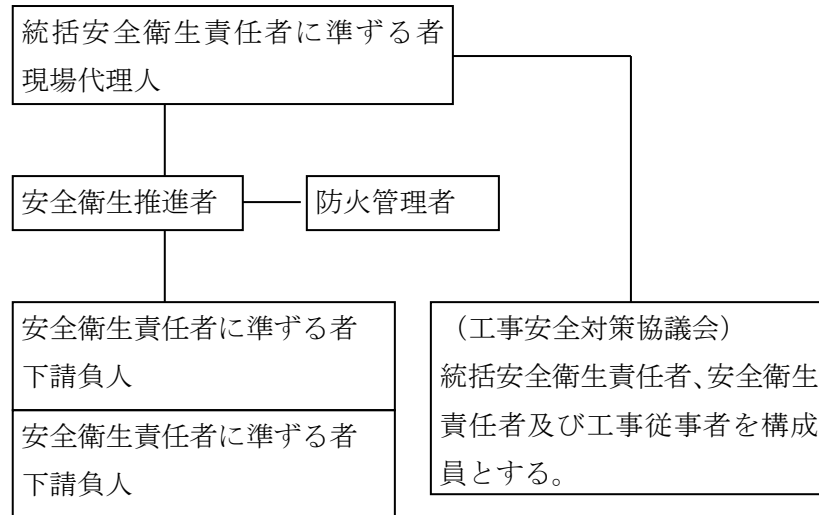 統括安全衛生責任者に準ずる者
現場代理人
安全衛生推進者
防火管理者
安全衛生責任者に準ずる者
下請負人
安全衛生責任者に準ずる者
下請負人
（工事安全対策協議会）
統括安全衛生責任者、安全衛生
責任者及び工事従事者を構成
員とする。